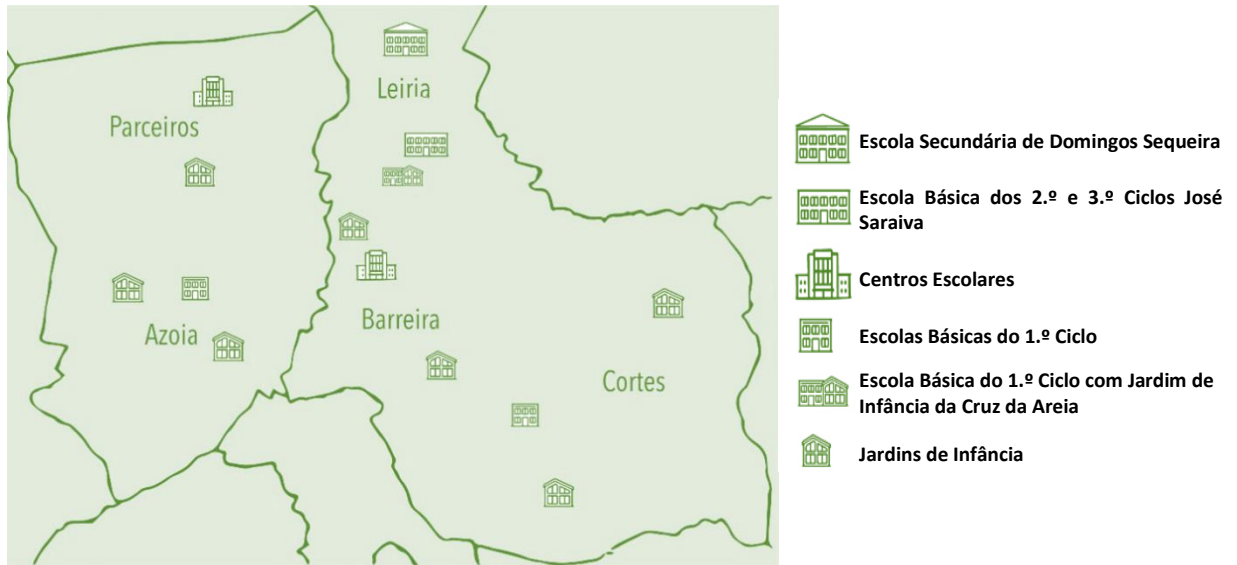 Leiria
Parceiros
Azoia
Barreira
Cortes
Escola Secundária de Domingos Sequeira
Escola Básica dos 2.º e 3.º Ciclos José
Saraiva
Centros Escolares
Escolas Básicas do 1.º Ciclo
Escola Básica do 1.º Ciclo com Jardim de
Infância da Cruz da Areia
Jardins de Infância